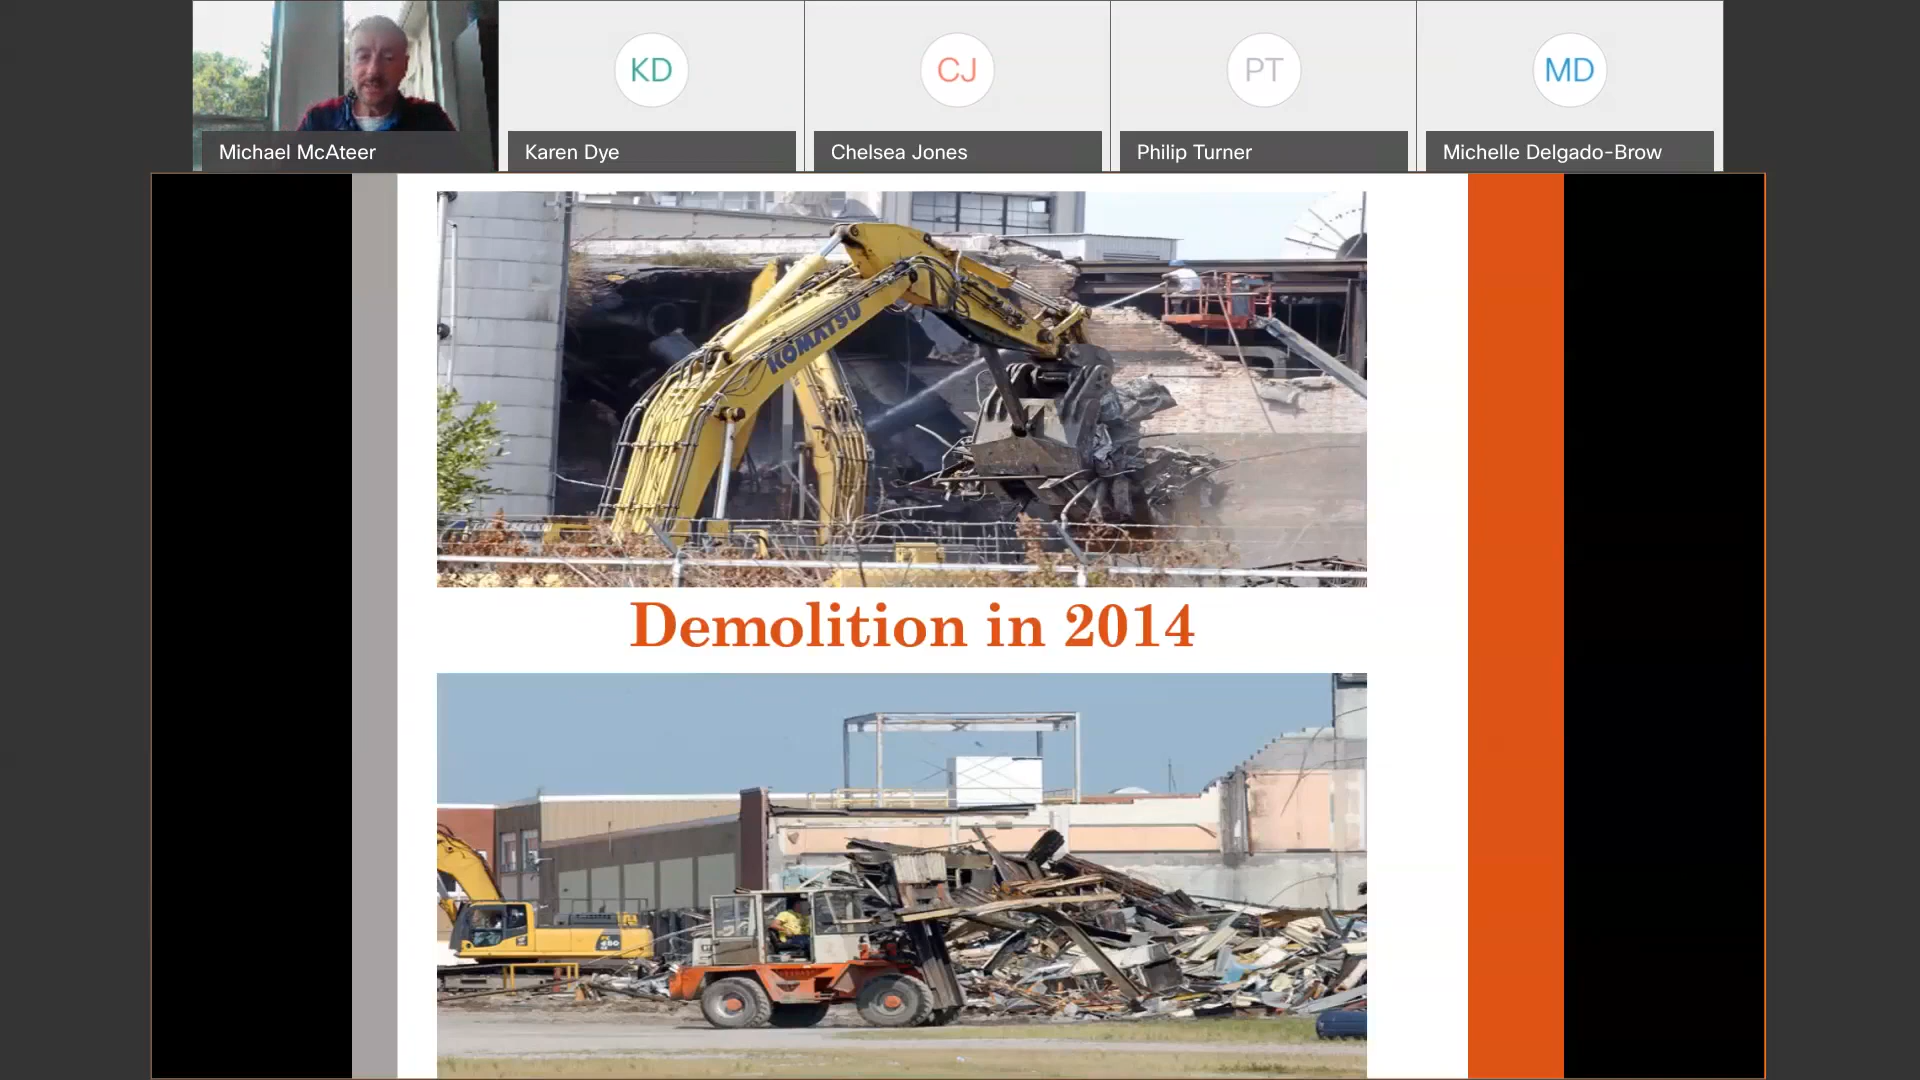 KD
CJ
PT
MD
Michael McAteer
Karen Dye
Chelsea Jones
Philip Turner
Michelle Delgado-Brow
KOMATSU
Demolition in 2014